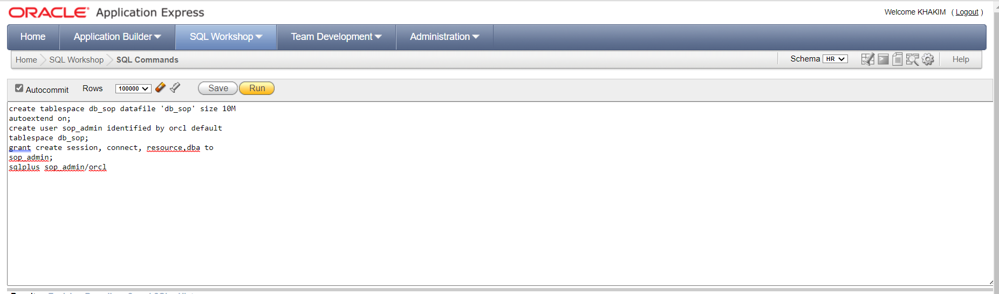 ORACLE Application Express
Welcome KHAKIM ( Logout )
Home Application Builder SQL Workshop Team Development Administration
Home SQL Workshop SQL Commands Schema HR Help
Autocommit Rows 100000 Save Run
create tablespace db_sop datafile 'db_sop' size 10M
autoextend on;
create user sop_admin identified by orcl default
tablespace db_sop;
grant create session, connect, resource,dba to
sop_admin;
sqlplus sop_admin/orcl